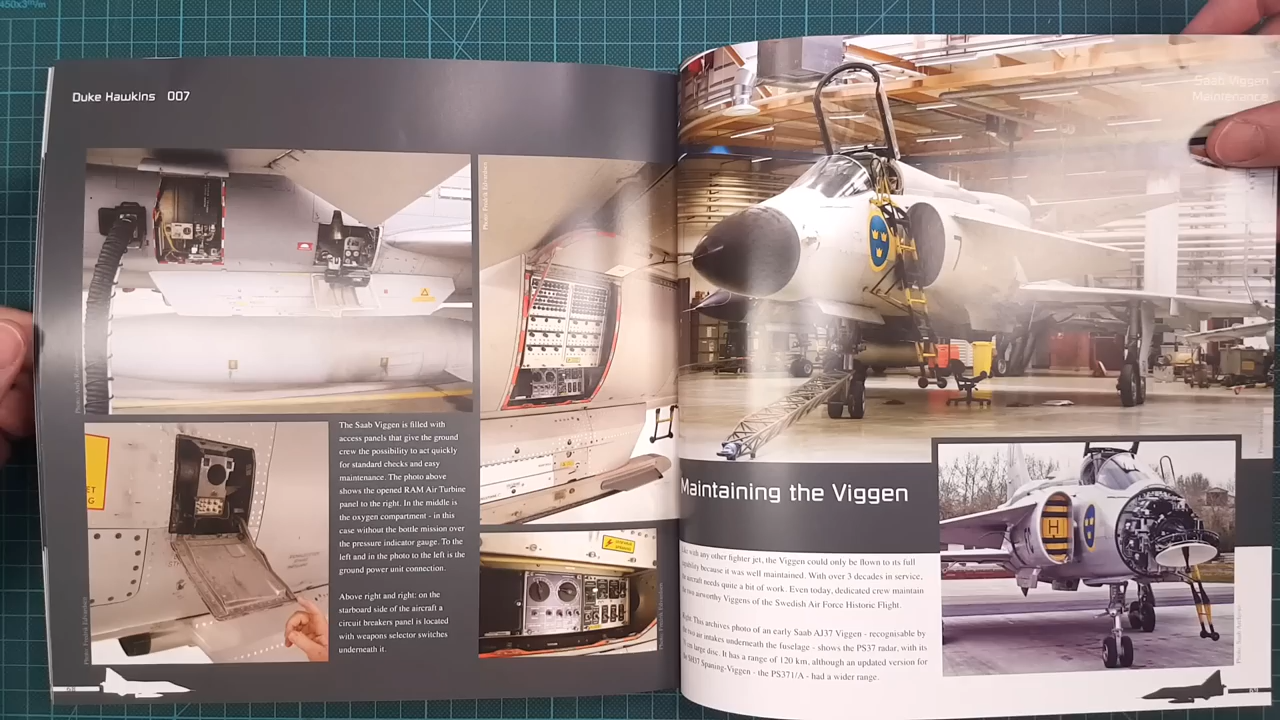 450x3
Duke Hawkins 007
The Saab Viggen is filled with
access panels that give the ground
crew the possibility to act quickly
for standard checks and easy
maintenance. The photo above
shows the opened RAM Air Turbine
panel to the right. In the middle is
the oxygen compartment - in this
case without the bottle mission over
the pressure indicator gauge. To the
left and in the photo to the left is the
ground power unit connection.
Above right and right: on the
starboard side of the aircraft a
circuit breakers panel is located
with weapons selector switches
underneath it.
Photo: Fredrik Edvardsen
68
Saab Viggen
Maintenance
Maintaining the Viggen
with any other fighter jet, the Viggen could only be flown to its full
because it was well maintained. With over 3 decades in service,
aircraft needs quite a bit of work. Even today, dedicated crew maintain
two airworthy Viggens of the Swedish Air Force Historic Flight.
This archives photo of an early Saab AJ37 Viggen - recognisable by
two air intakes underneath the fuselage - shows the PS37 radar, with its
large disc. It has a range of 120 km, although an updated version for
Spaning-Viggen - the PS371/A - had a wider range.
H
69